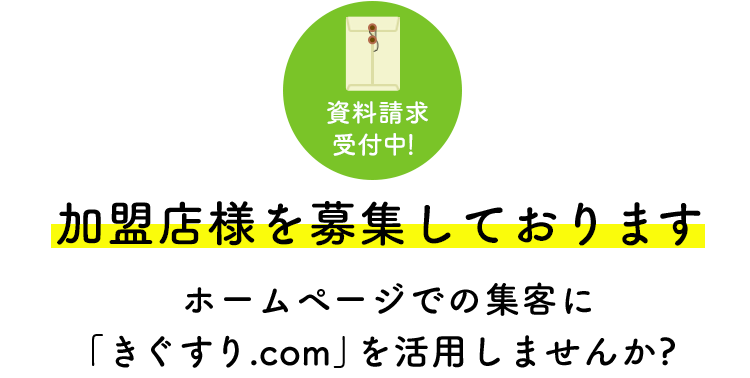 資料請求
受付中!
加盟店様を募集しております
ホームページでの集客に
「きぐすり.com」を活用しませんか?